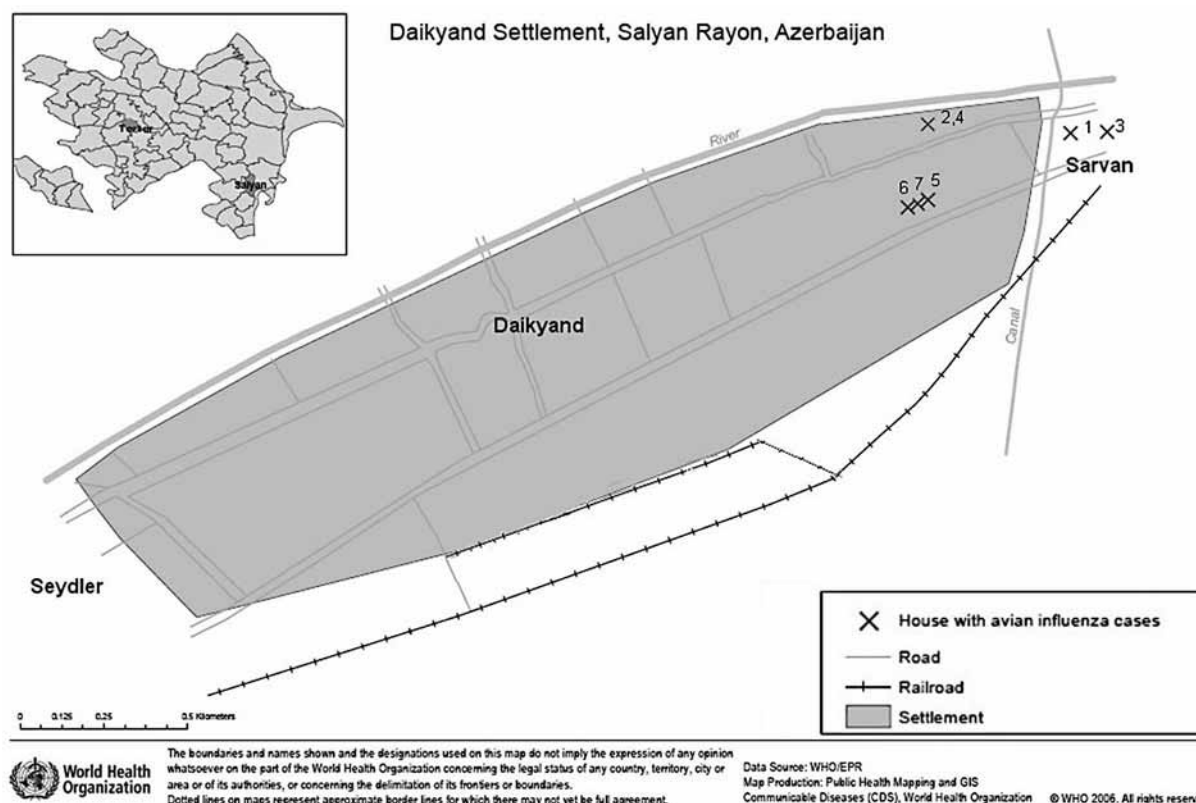 Daikyand Settlement, Salyan Rayon, Azerbaijan
Salyan
River
2,4
1
3
Sarvan
6 7 5
Daikyand
Canal
Seydler
House with avian influenza cases
Road
Railroad
Settlement
0 0.125 0.25 0.5 Kilometers
World Health
Organization
The boundaries and names shown and the designations used on this map do not imply the expression of any opinion
whatsoever on the part of the World Health Organization concerning the legal status of any country, territory, city or
area or of its authorities, or concerning the delimitation of its frontiers or boundaries.
Dotted lines on maps represent approximate border lines for which there may not yet be full agreement.
Data Source: WHO/EPR
Map Production: Public Health Mapping and GIS
Communicable Diseases (CDS), World Health Organization
© WHO 2006. All rights reserv